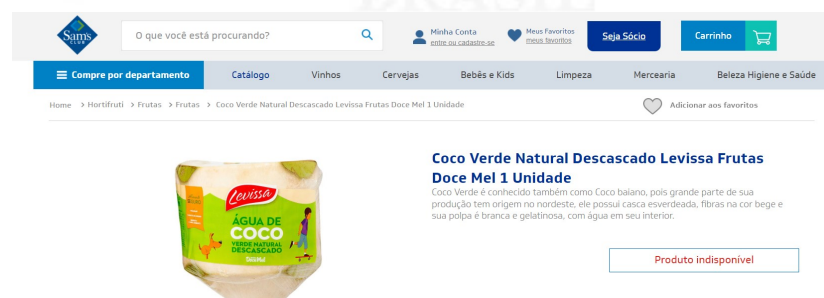 Sam's
CLUB
O que você está procurando?
Minha Conta
entre ou cadastre-se
Meus Favoritos
meus favoritos
Seja Sócio
Carrinho
Compre por departamento
Catálogo
Vinhos
Cervejas
Bebês e Kids
Limpeza
Mercearia
Beleza Higiene e Saúde
Home > Hortifruti > Frutas > Frutas > Coco Verde Natural Descascado Levissa Frutas Doce Mel 1 Unidade
Adicionar aos favoritos
Coco Verde Natural Descascado Levissa Frutas
Doce Mel 1 Unidade
Coco Verde é conhecido também como Coco baiano, pois grande parte de sua
produção tem origem no nordeste, ele possui casca esverdeada, fibras na cor bege e
sua polpa é branca e gelatinosa, com água em seu interior.
Produto indisponível
Levissa
ÁGUA DE
COCO
VERDE NATURAL
DESCASCADO